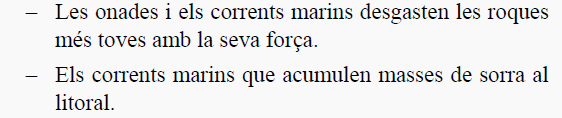 – Les onades i els corrents marins desgasten les roques
més toves amb la seva força.
– Els corrents marins que acumulen masses de sorra al
litoral.